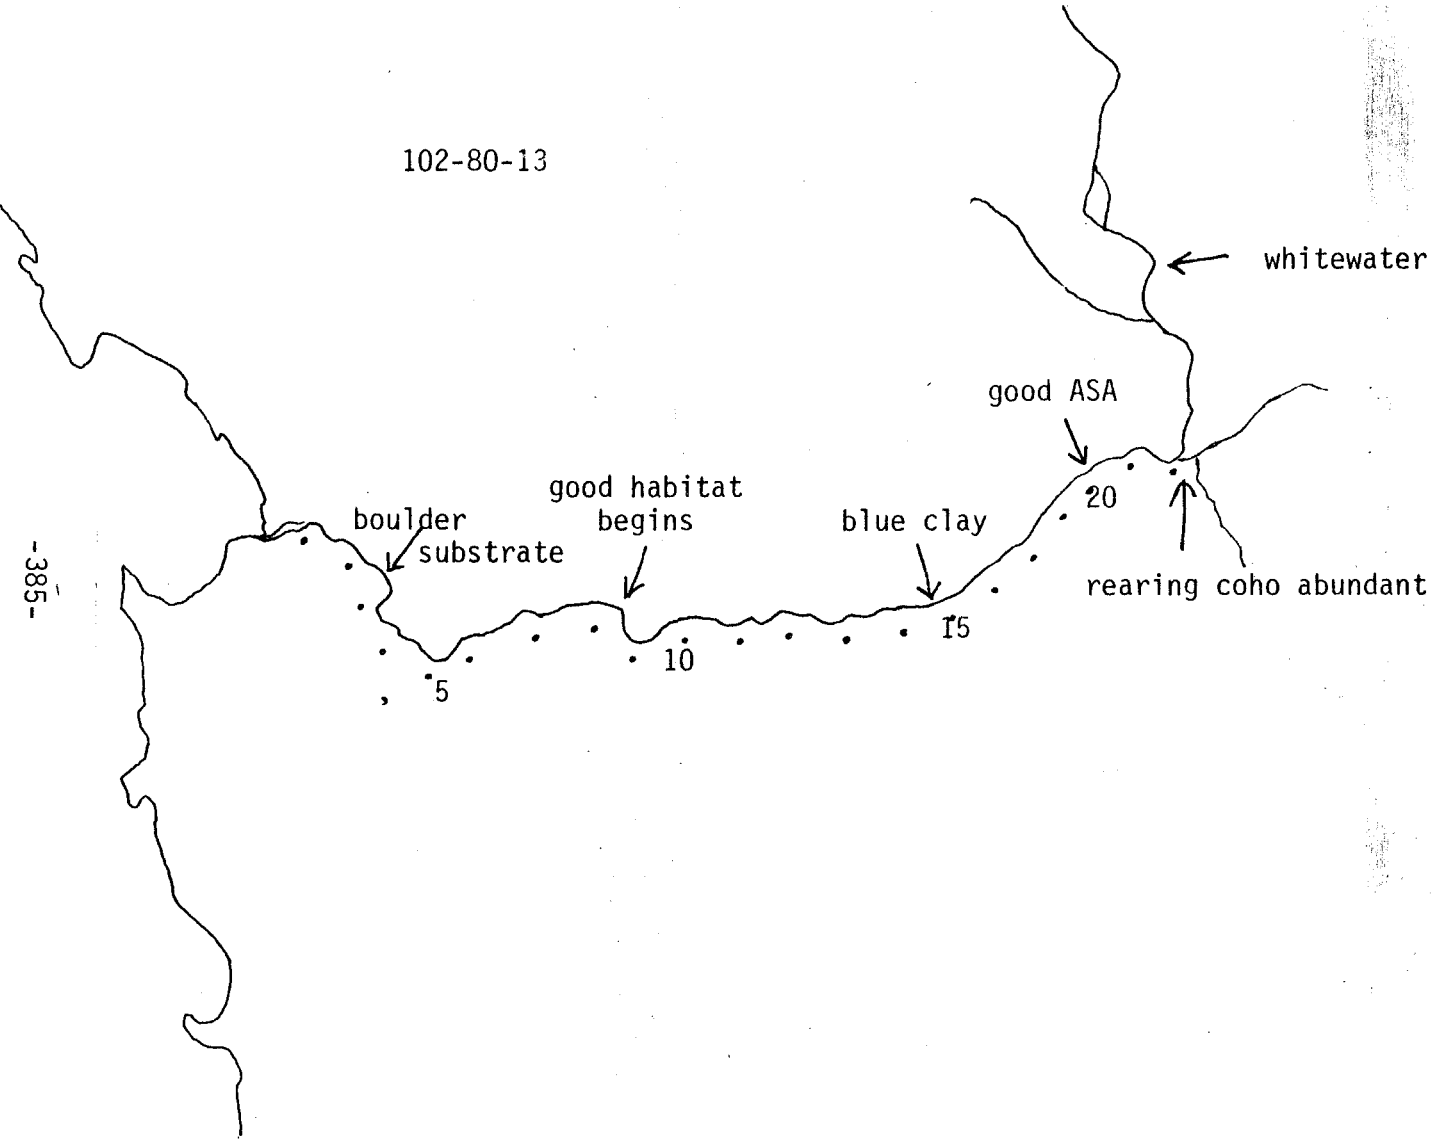 102-80-13
whitewater
good ASA
good habitat
begins
boulder
substrate
blue clay
20
rearing coho abundant
15
10
5
-385-